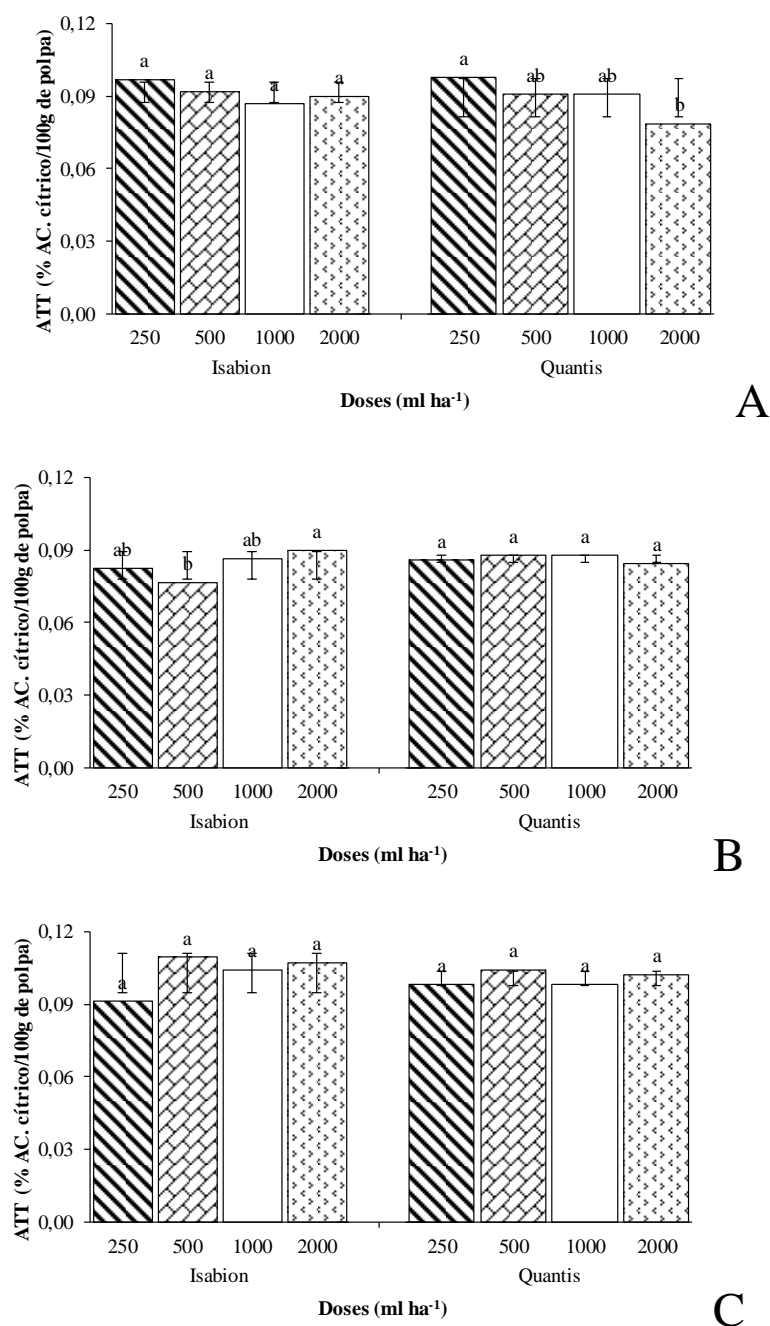 ATT (% AC. cítrico/100g de polpa)
0,12
0,09
0,06
0,03
0,00
a a a a a ab ab b
250 500 1000 2000 250 500 1000 2000
Isabion Quantis
Doses (ml ha⁻¹)
A
ATT (% AC. cítrico/100g de polpa)
0,12
0,09
0,06
0,03
0,00
ab b ab a a a a a
250 500 1000 2000 250 500 1000 2000
Isabion Quantis
Doses (ml ha⁻¹)
B
ATT (% AC. cítrico/100g de polpa)
0,12
0,09
0,06
0,03
0,00
a a a a a a a a
250 500 1000 2000 250 500 1000 2000
Isabion Quantis
Doses (ml ha⁻¹)
C